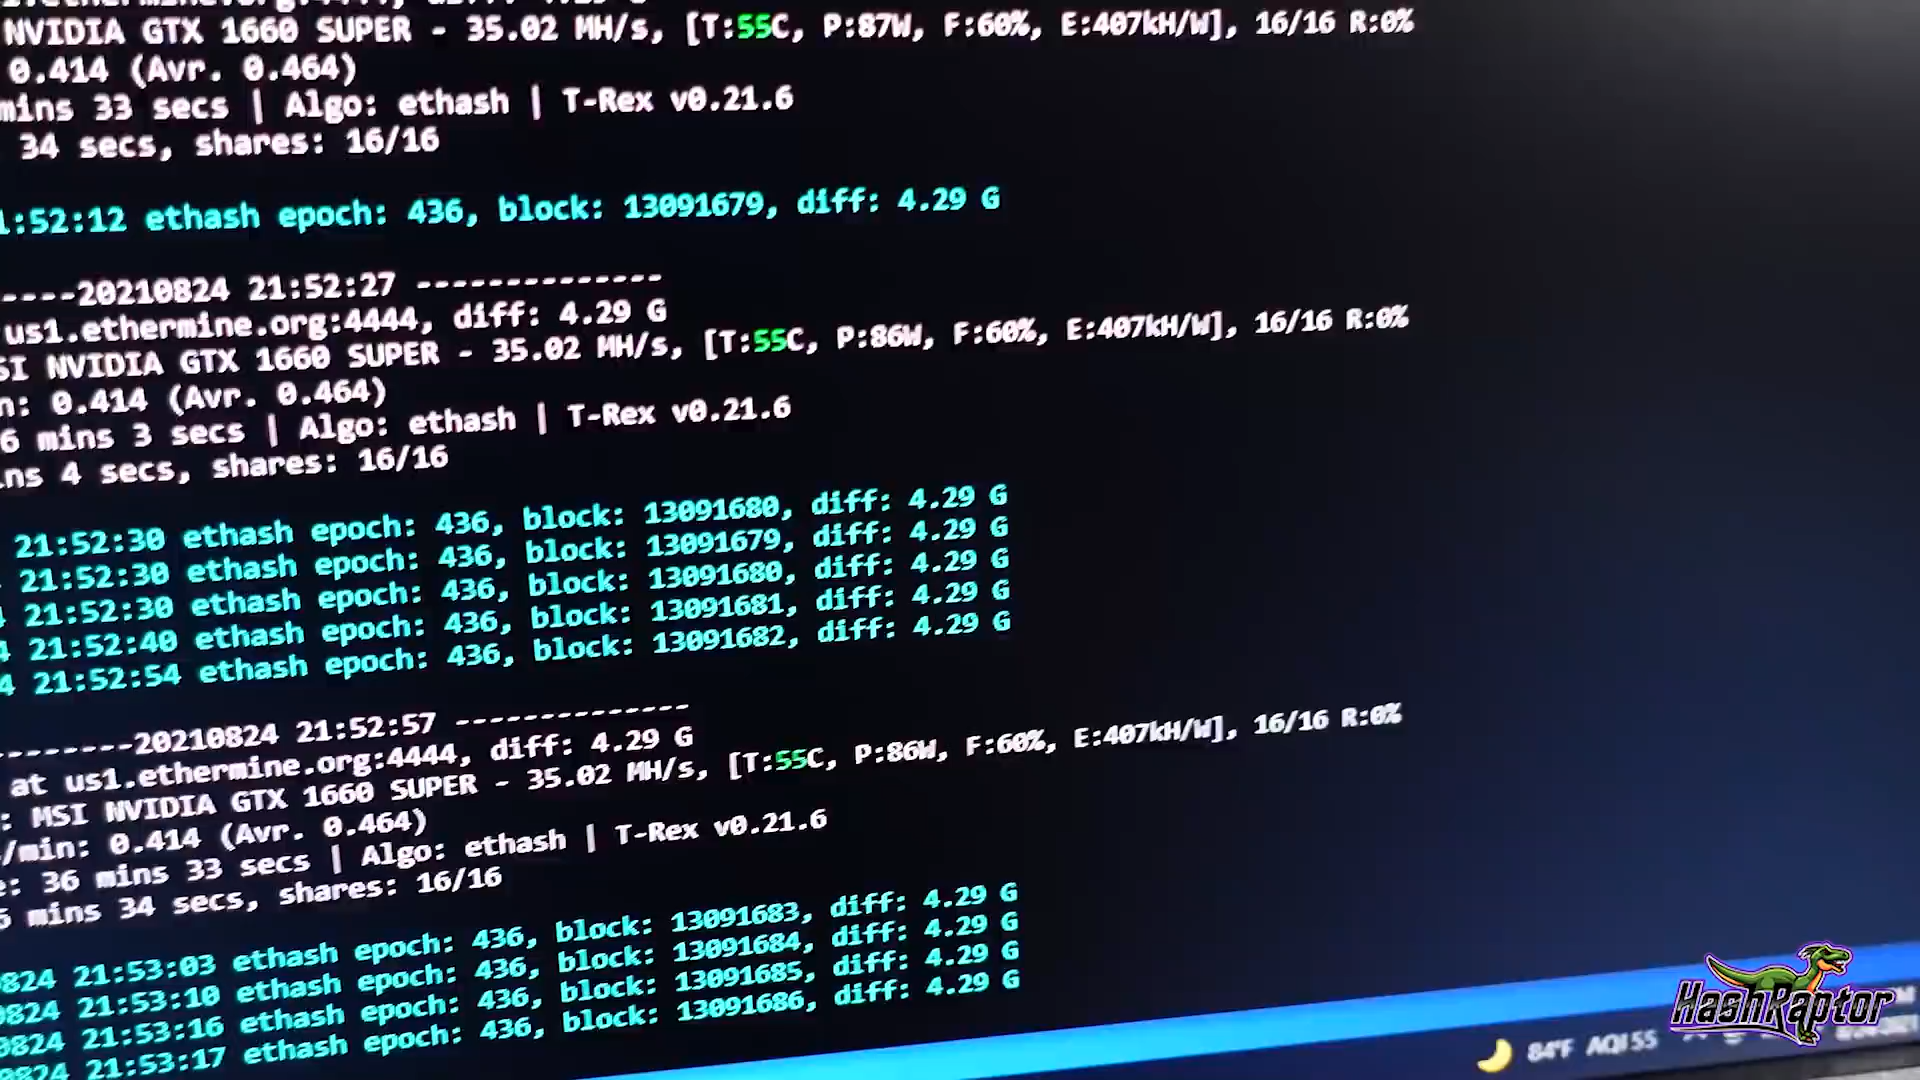 NVIDIA GTX 1660 SUPER - 35.02 MH/s, [T:55C, P:87W, F:60%, E:407kH/W], 16/16 R:0%
0.414 (Avr. 0.464)
mins 33 secs | Algo: ethash | T-Rex v0.21.6
34 secs, shares: 16/16
1:52:12 ethash epoch: 436, block: 13091679, diff: 4.29 G
----20210824 21:52:27 --------------
us1.ethermine.org:4444, diff: 4.29 G
SI NVIDIA GTX 1660 SUPER - 35.02 MH/s, [T:55C, P:86W, F:60%, E:407kH/W], 16/16 R:0%
n: 0.414 (Avr. 0.464)
6 mins 3 secs | Algo: ethash | T-Rex v0.21.6
ns 4 secs, shares: 16/16
21:52:30 ethash epoch: 436, block: 13091680, diff: 4.29 G
21:52:30 ethash epoch: 436, block: 13091679, diff: 4.29 G
21:52:30 ethash epoch: 436, block: 13091680, diff: 4.29 G
4 21:52:40 ethash epoch: 436, block: 13091681, diff: 4.29 G
4 21:52:54 ethash epoch: 436, block: 13091682, diff: 4.29 G
--------20210824 21:52:57 --------------
at us1.ethermine.org:4444, diff: 4.29 G
: MSI NVIDIA GTX 1660 SUPER - 35.02 MH/s, [T:55C, P:86W, F:60%, E:407kH/W], 16/16 R:0%
/min: 0.414 (Avr. 0.464)
e: 36 mins 33 secs | Algo: ethash | T-Rex v0.21.6
6 mins 34 secs, shares: 16/16
0824 21:53:03 ethash epoch: 436, block: 13091683, diff: 4.29 G
0824 21:53:10 ethash epoch: 436, block: 13091684, diff: 4.29 G
0824 21:53:16 ethash epoch: 436, block: 13091685, diff: 4.29 G
0824 21:53:17 ethash epoch: 436, block: 13091686, diff: 4.29 G
HashRaptor
84°F AQI 55